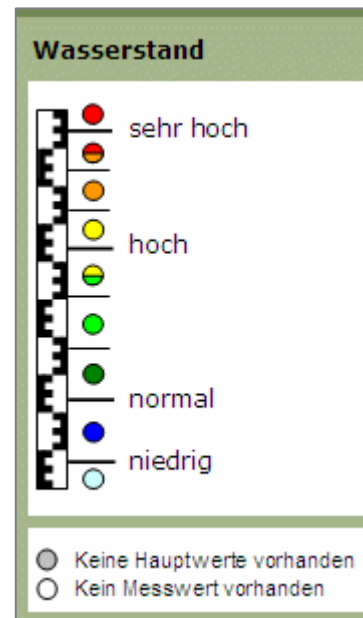 Wasserstand
sehr hoch
hoch
normal
niedrig
Keine Hauptwerte vorhanden
Kein Messwert vorhanden